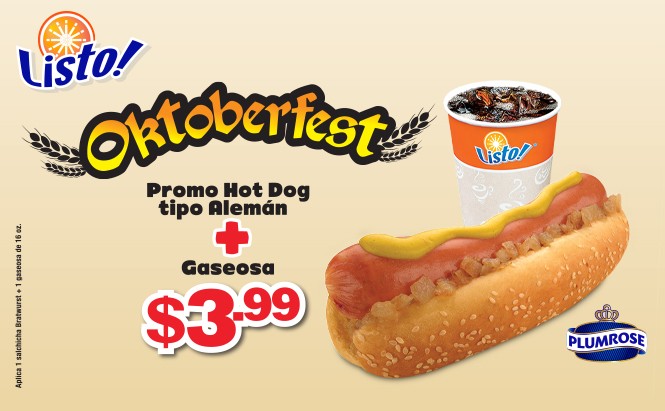 Listo!
Oktoberfest
Promo Hot Dog
tipo Alemán
+
Gaseosa
$3.99
Listo!
PLUMROSE
Aplica 1 salchicha Bratwurst + 1 gaseosa de 16 oz.